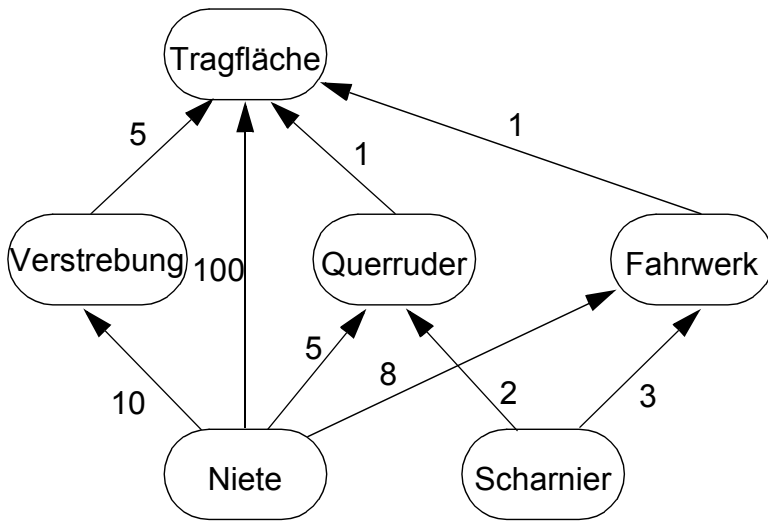 Tragfläche
5
1
1
Verstrebung
100
Querruder
Fahrwerk
10
5
8
2
3
Niete
Scharnier